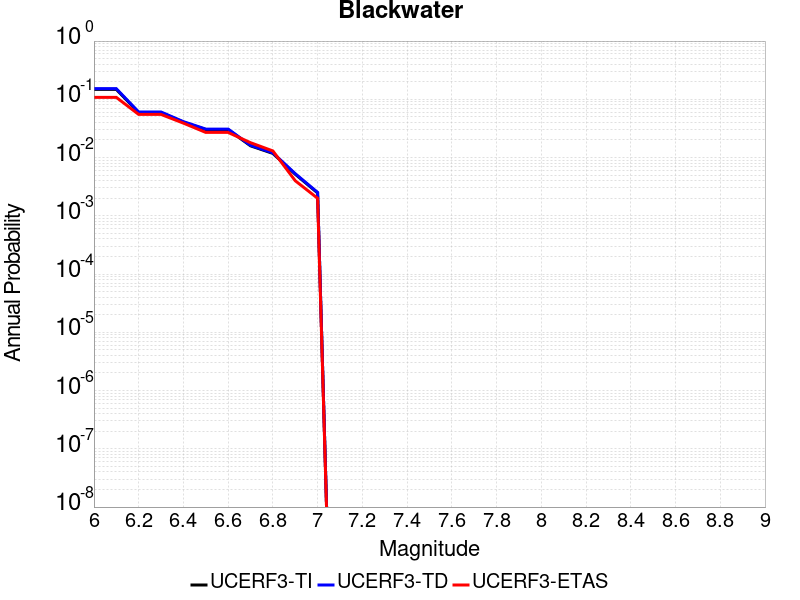 Blackwater
Annual Probability
10^0
10^-1
10^-2
10^-3
10^-4
10^-5
10^-6
10^-7
10^-8
6 6.2 6.4 6.6 6.8 7 7.2 7.4 7.6 7.8 8 8.2 8.4 8.6 8.8 9
Magnitude
UCERF3-TI UCERF3-TD UCERF3-ETAS